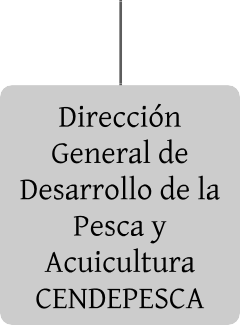 Dirección
General de
Desarrollo de la
Pesca y
Acuicultura
CENDEPESCA